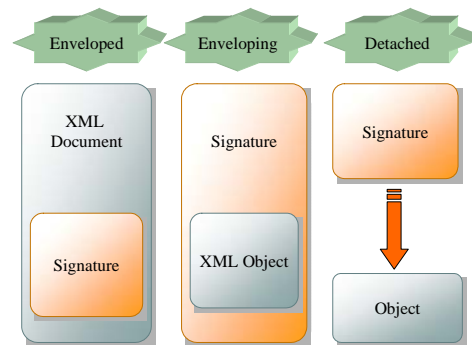 Enveloped
Enveloping
Detached
XML
Document
Signature
Signature
XML Object
Signature
Object